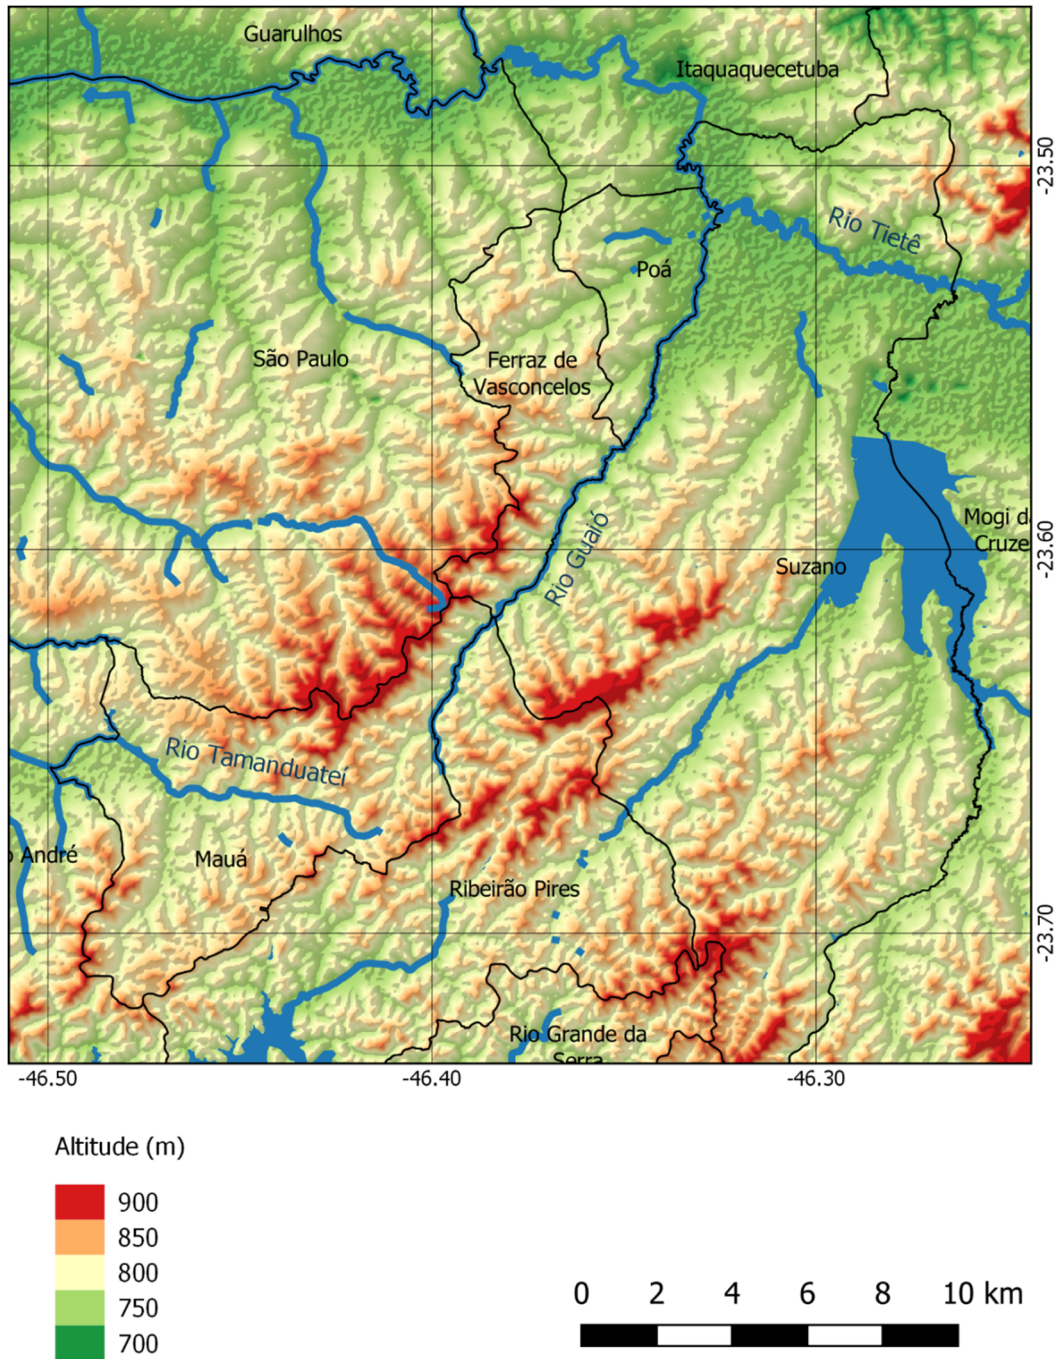 Guarulhos
Itaquaquecetuba
-23.50
Rio Tietê
Poá
São Paulo
Ferraz de
Vasconcelos
Mogi d
Cruze
Rio Guaió
Suzano
-23.60
Rio Tamanduateí
o André
Mauá
Ribeirão Pires
-23.70
Rio Grande da
Serra
-46.50
-46.40
-46.30
Altitude (m)
900
850
800
750
700
0 2 4 6 8 10 km